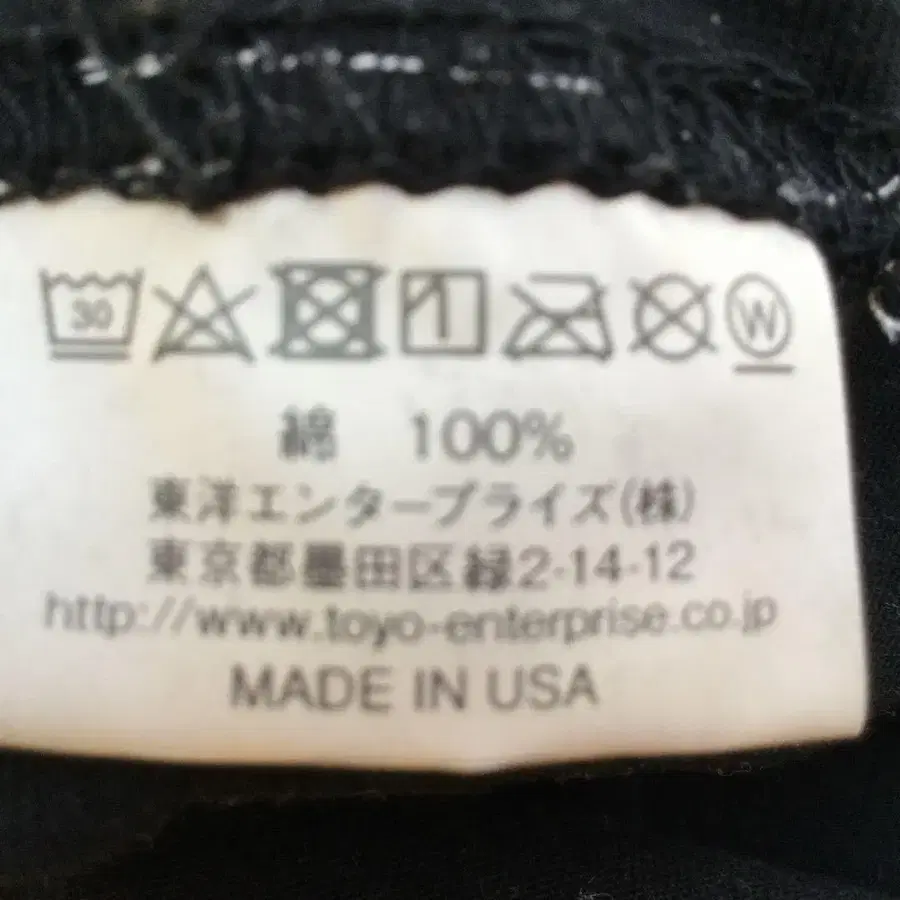 30 W
綿 100%
東洋エンタープライズ(株)
東京都墨田区緑2-14-12
http://www.toyo-enterprise.co.jp
MADE IN USA